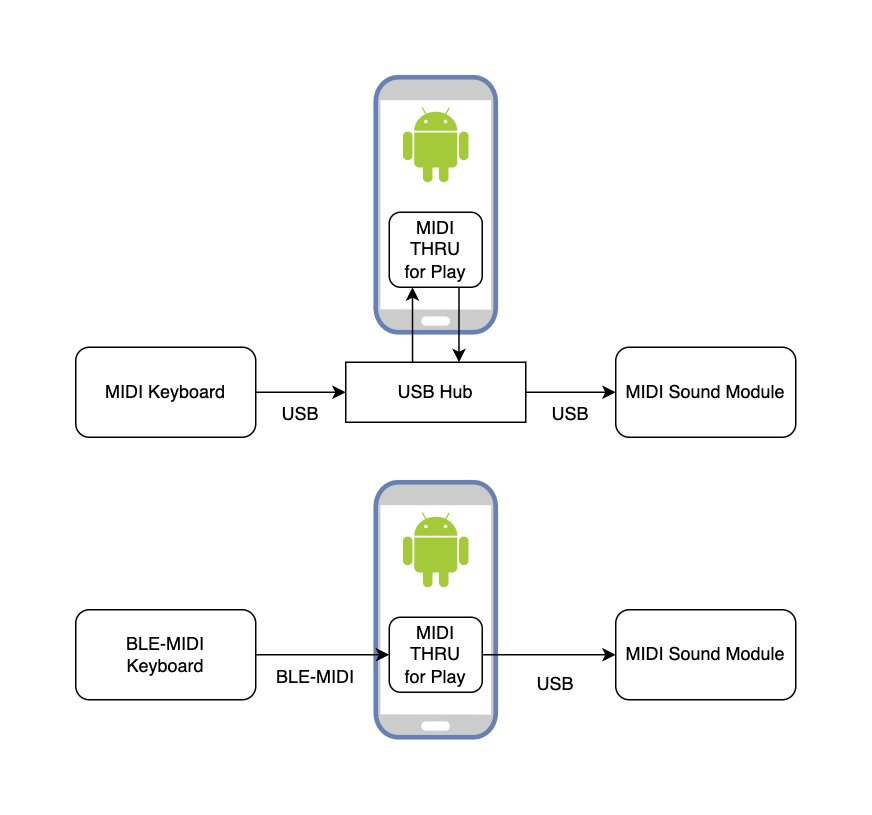 MIDI
THRU
for Play
MIDI Keyboard
USB
USB Hub
USB
MIDI Sound Module
BLE-MIDI
Keyboard
BLE-MIDI
MIDI
THRU
for Play
USB
MIDI Sound Module